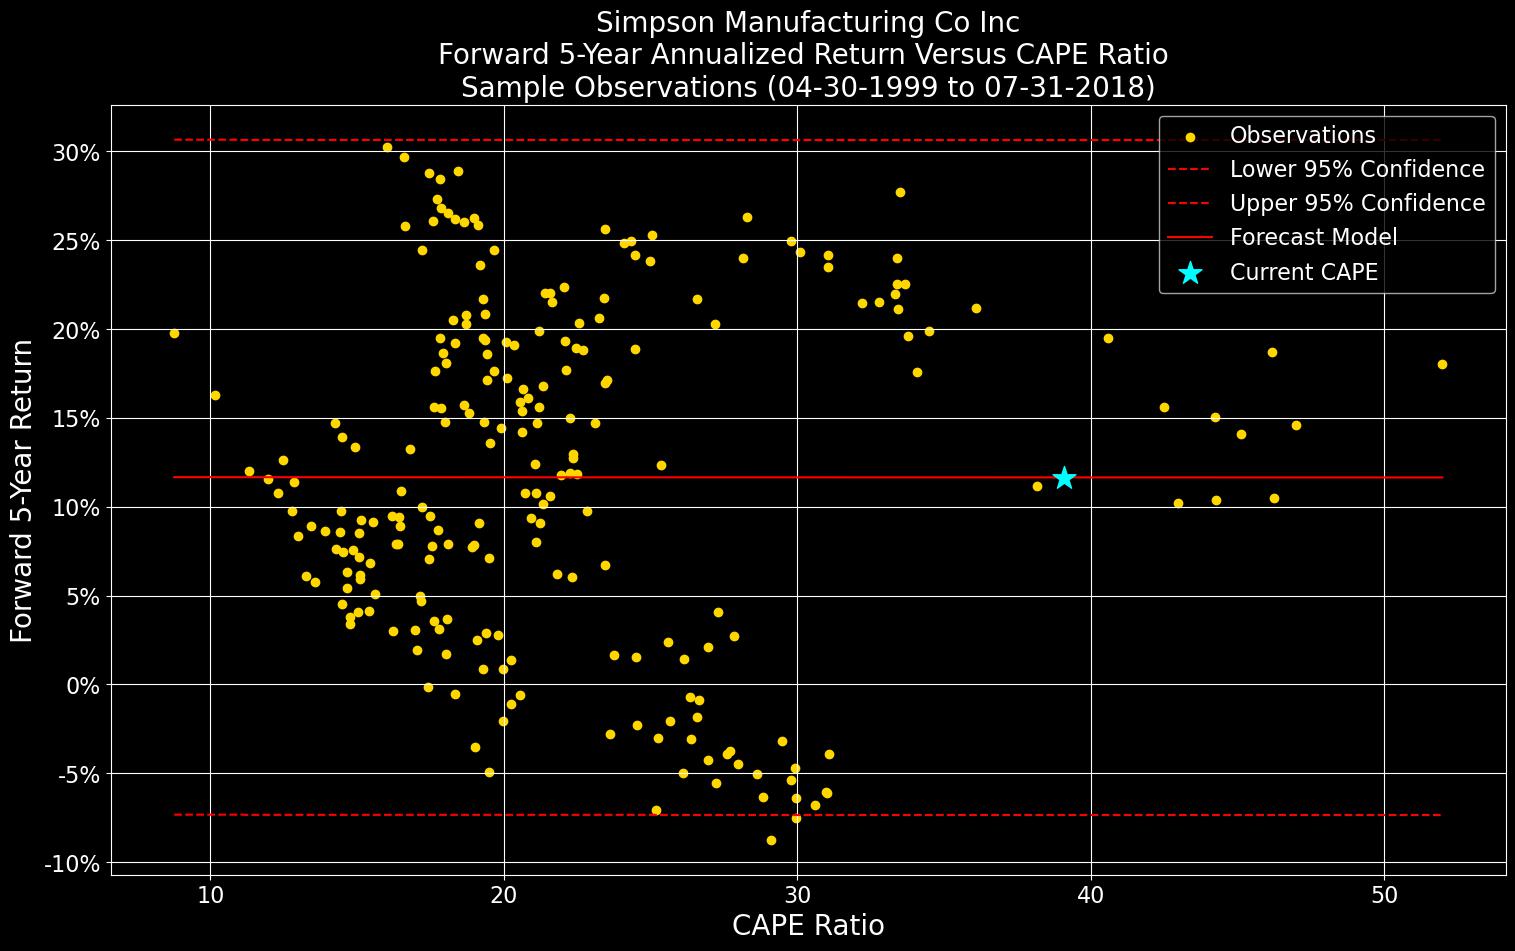 Simpson Manufacturing Co Inc
Forward 5-Year Annualized Return Versus CAPE Ratio
Sample Observations (04-30-1999 to 07-31-2018)
Observations
Lower 95% Confidence
Upper 95% Confidence
Forecast Model
Current CAPE
Forward 5-Year Return
30%
25%
20%
15%
10%
5%
0%
-5%
-10%
10 20 30 40 50
CAPE Ratio